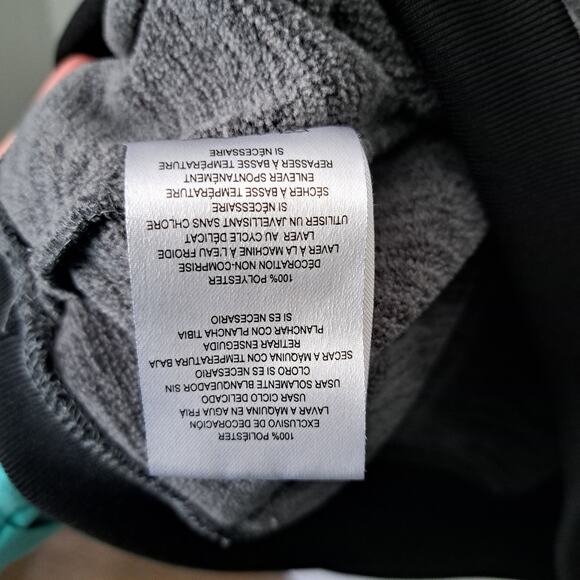 100% POLIÉSTER
EXCLUSIVO DE DECORACIÓN
LAVAR A MAQUINA EN AGUA FRIA
USAR CICLO DELICADO
USAR SOLAMENTE BLANQUEADOR SIN
CLORO SI ES NECESARIO
SECAR A MAQUINA CON TEMPERATURA BAJA
RETIRAR ENSEGUIDA
PLANCHAR CON PLANCHA TIBIA
SI ES NECESARIO
100% POLYESTER
DÉCORATION NON-COMPRISE
LAVER À LA MACHINE À L'EAU FROIDE
LAVER AU CYCLE DÉLICAT
UTILISER UN JAVELLISANT SANS CHLORE
SI NÉCESSAIRE
SÉCHER À BASSE TEMPÉRATURE
ENLEVER SPONTANÉMENT
REPASSER À BASSE TEMPÉRATURE
SI NÉCESSAIRE